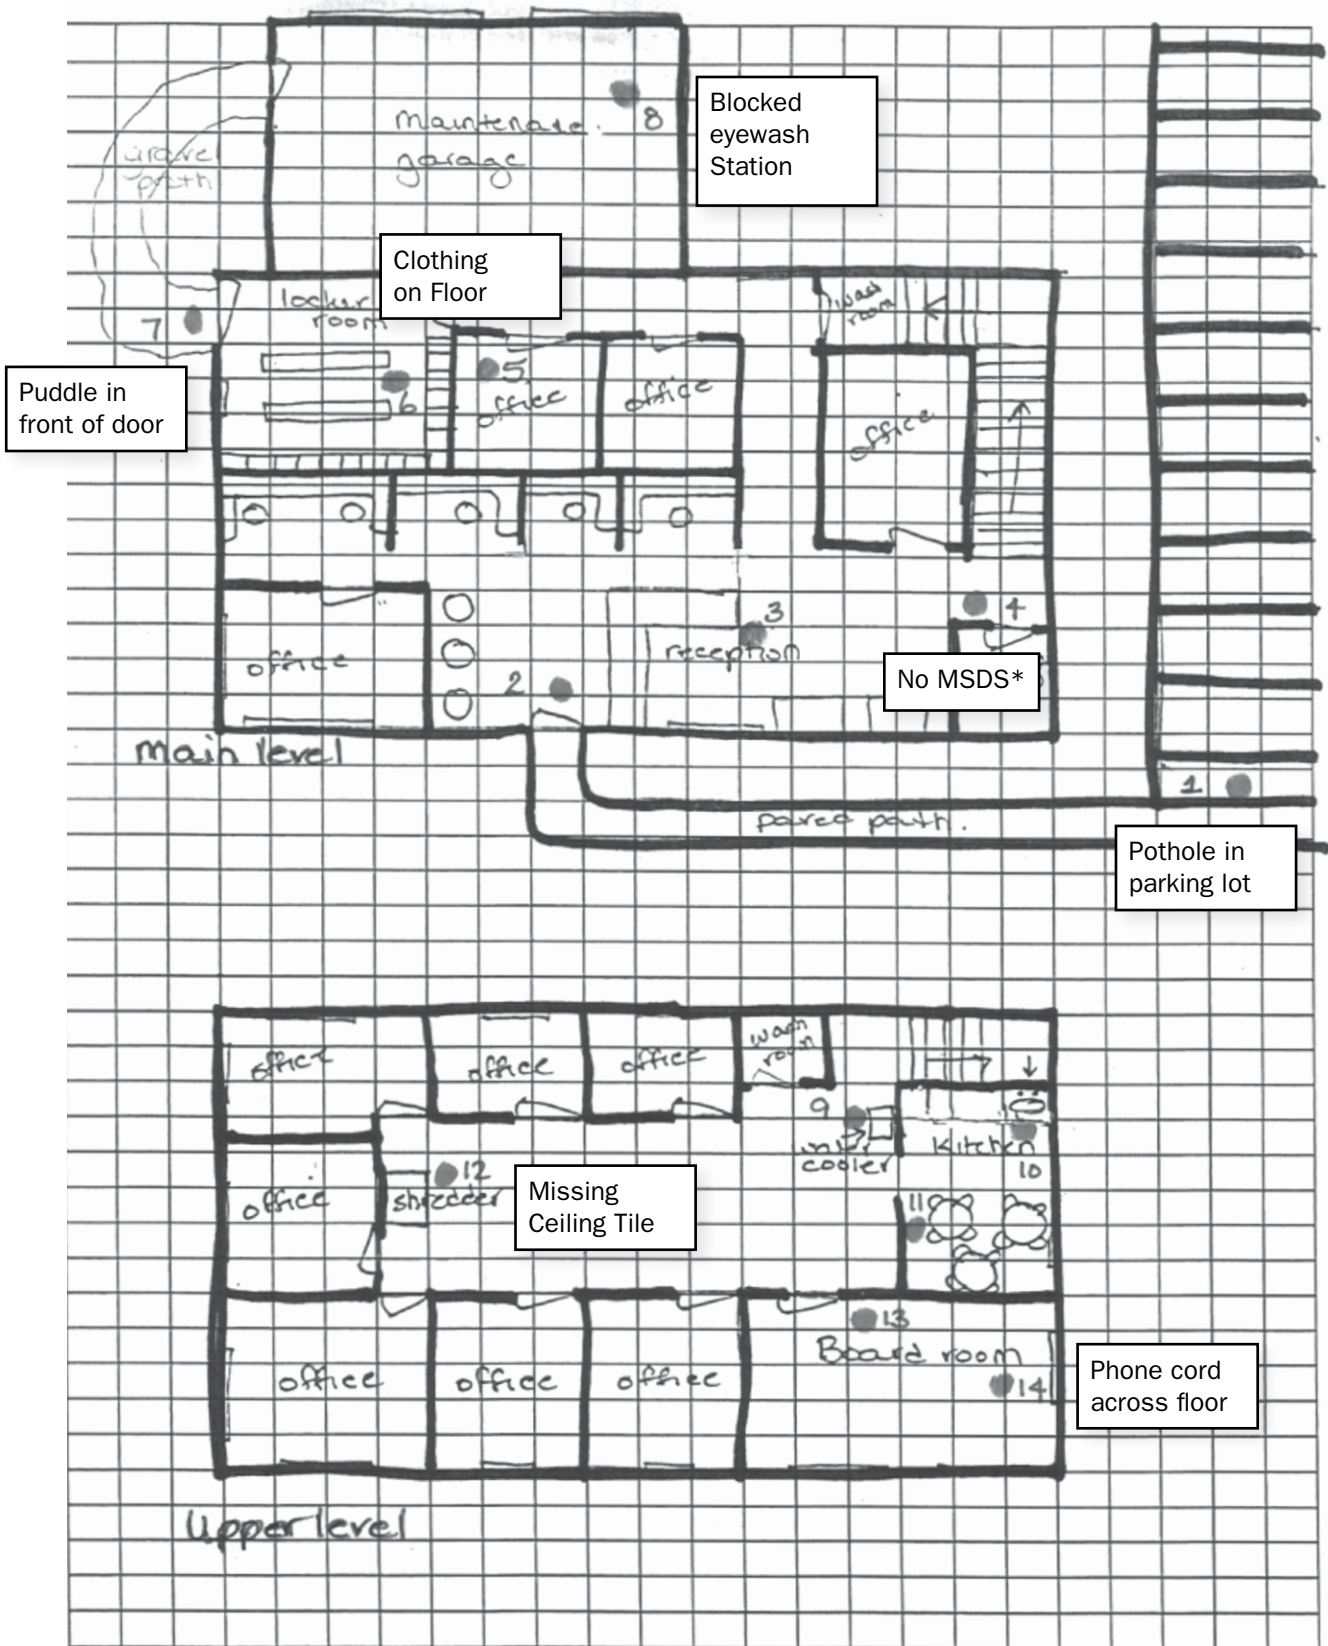 8
Blocked
eyewash
Station
maintenance
garage
gravel
path
Clothing
on Floor
locker
room
wash
room
7
5
6
office
office
office
Puddle in
front of door
3
4
reception
office
2
No MSDS*
main level
1
paved path.
Pothole in
parking lot
office
office
office
wash
room
9
water
cooler
Kitchen
10
12
shredder
office
Missing
Ceiling Tile
11
13
Board room
14
office
office
office
Phone cord
across floor
Upper level